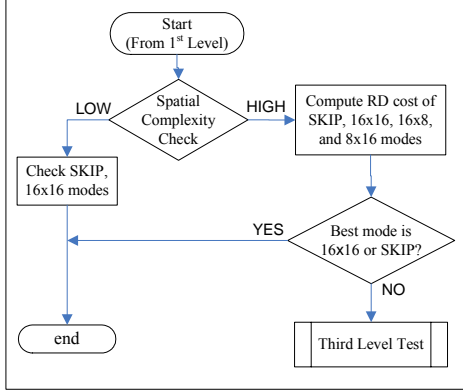 Start
(From 1st Level)
LOW
Spatial
Complexity
Check
HIGH
Compute RD cost of
SKIP, 16x16, 16x8,
and 8x16 modes
Check SKIP,
16x16 modes
YES
Best mode is
16x16 or SKIP?
NO
end
Third Level Test